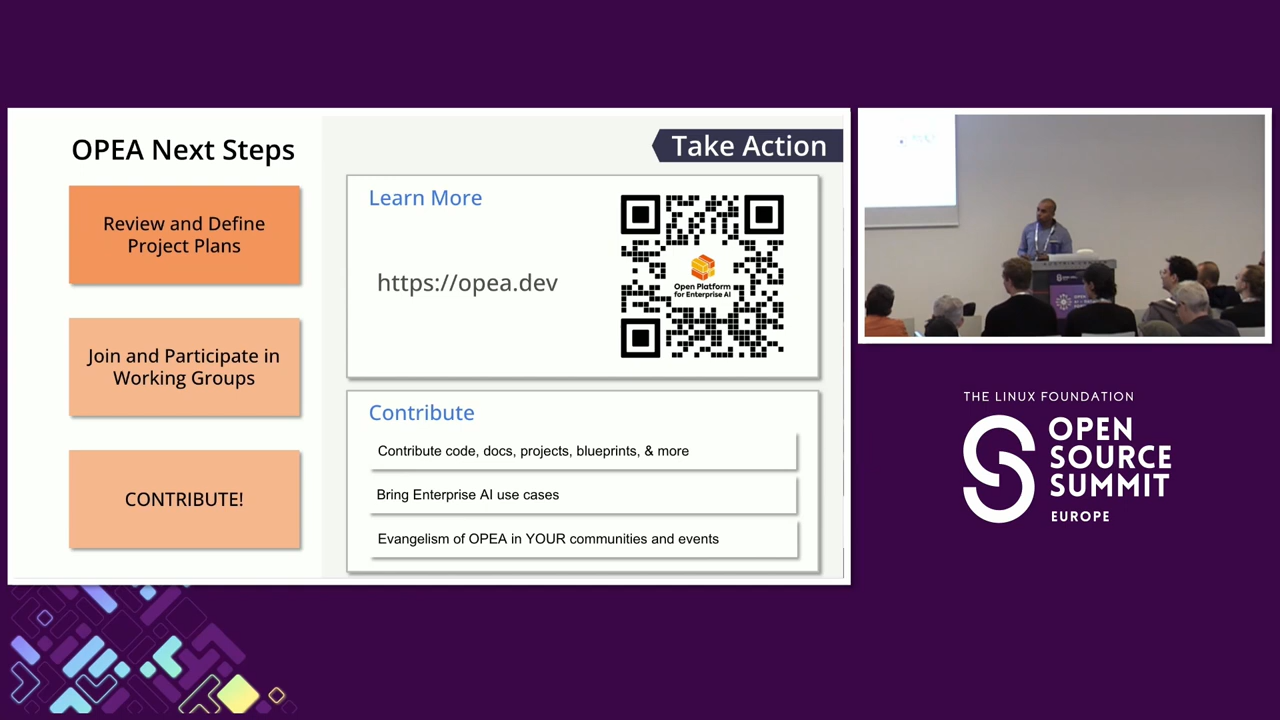 OPEA Next Steps
Review and Define
Project Plans
Join and Participate in
Working Groups
CONTRIBUTE!
Take Action
Learn More
https://opea.dev
Open Platform
for Enterprise AI
Contribute
Contribute code, docs, projects, blueprints, & more
Bring Enterprise AI use cases
Evangelism of OPEA in YOUR communities and events
THE LINUX FOUNDATION
OPEN
SOURCE
SUMMIT
EUROPE